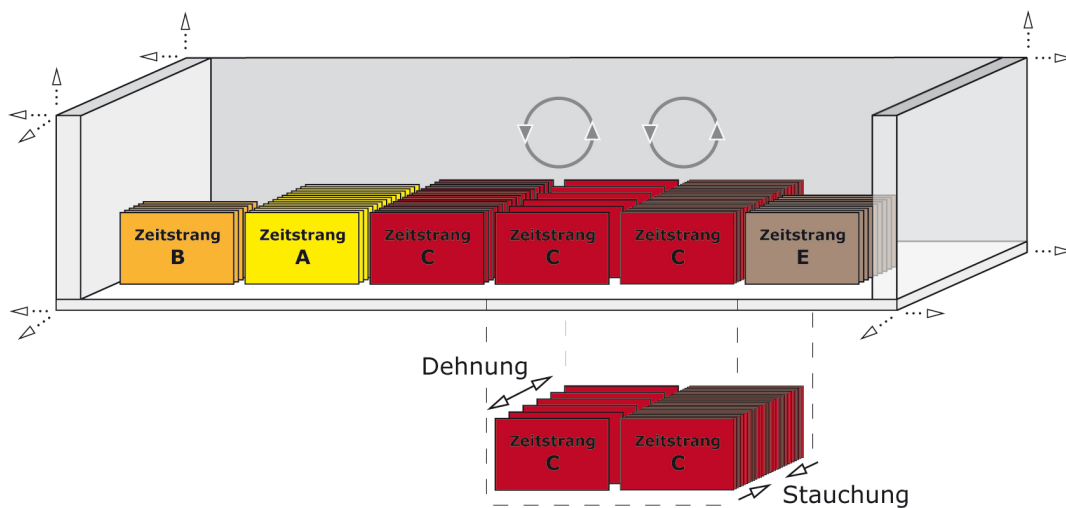 Zeitstrang
B
Zeitstrang
A
Zeitstrang
C
Zeitstrang
C
Zeitstrang
C
Zeitstrang
E
Dehnung
Zeitstrang
C
Zeitstrang
C
Stauchung